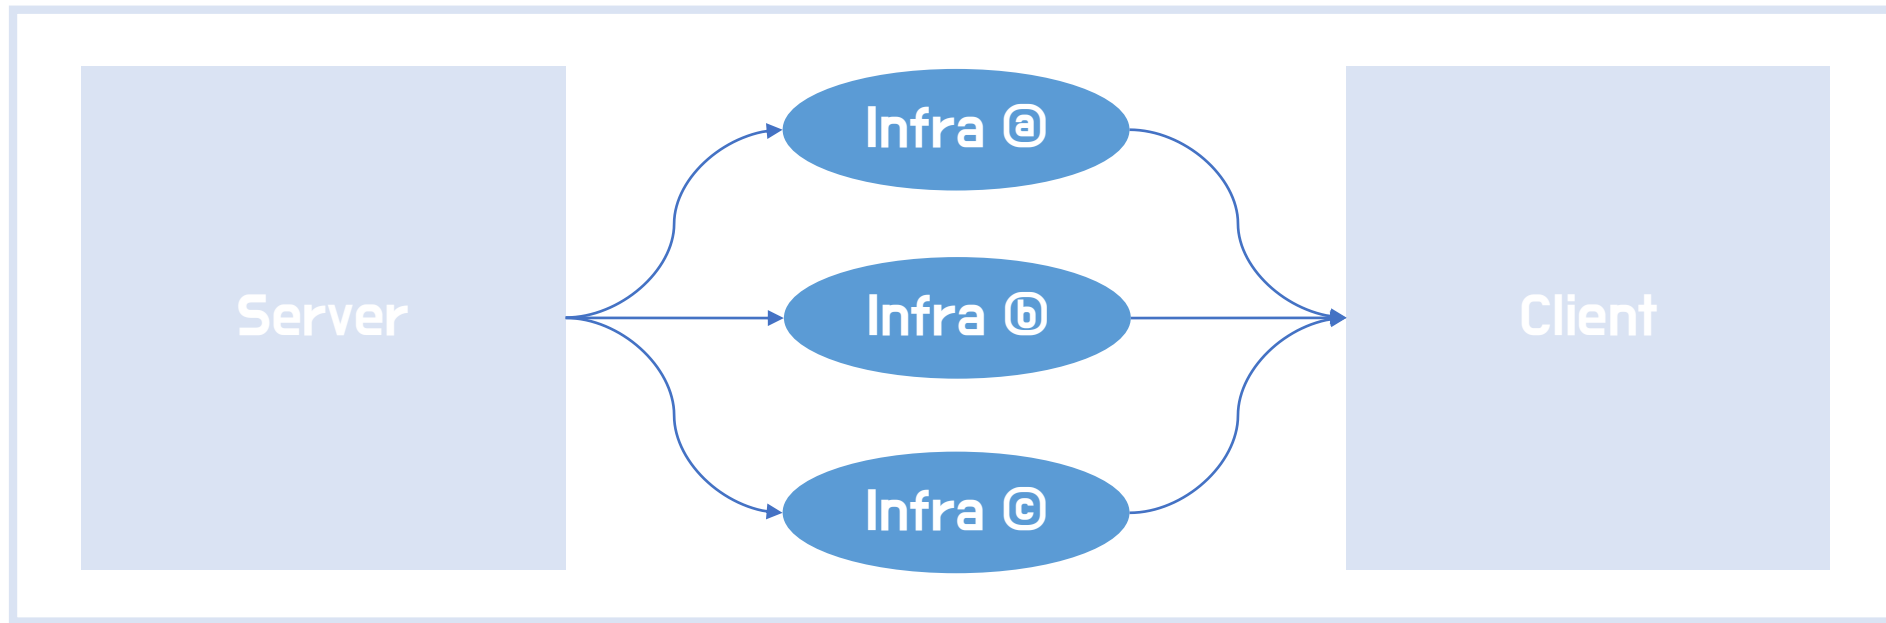 Server
Infra ⓐ
Infra ⓑ
Infra ⓒ
Client